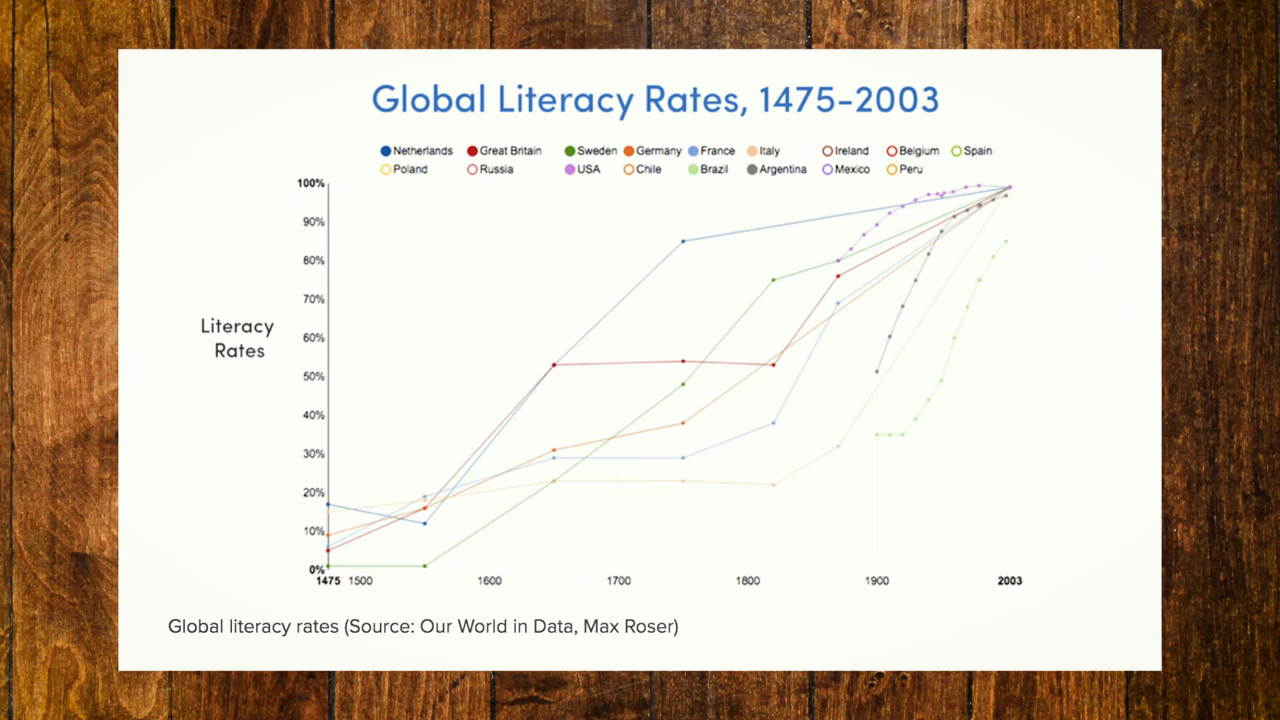 Global Literacy Rates, 1475-2003
Netherlands Great Britain Sweden Germany France Italy Ireland Belgium Spain
Poland Russia USA Chile Brazil Argentina Mexico Peru
100%
90%
80%
70%
60%
50%
40%
30%
20%
10%
0%
Literacy
Rates
1475 1500 1600 1700 1800 1900 2003
Global literacy rates (Source: Our World in Data, Max Roser)